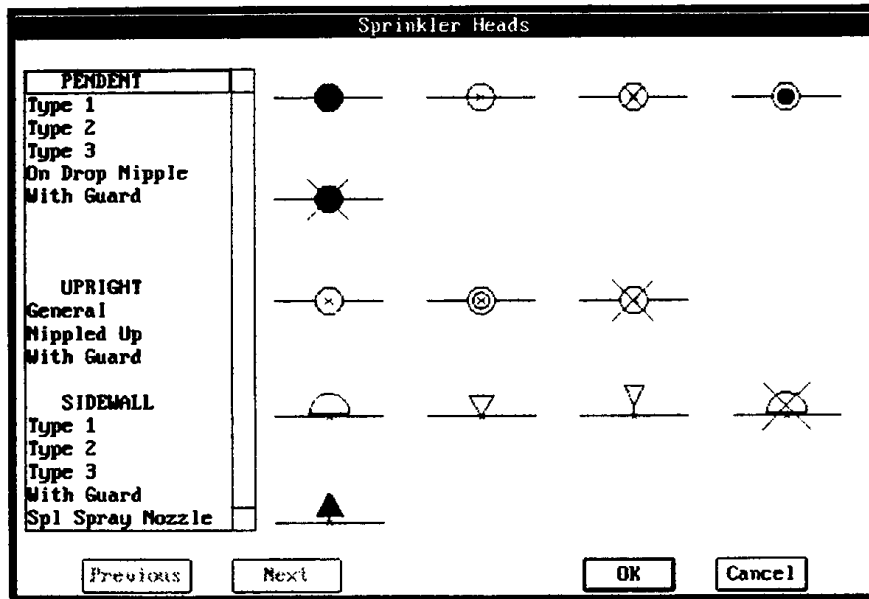 Sprinkler Heads
PENDENT
Type 1
Type 2
Type 3
On Drop Nipple
With Guard
UPRIGHT
General
Nippled Up
With Guard
SIDEWALL
Type 1
Type 2
Type 3
With Guard
Spl Spray Nozzle
Previous
Next
OK
Cancel